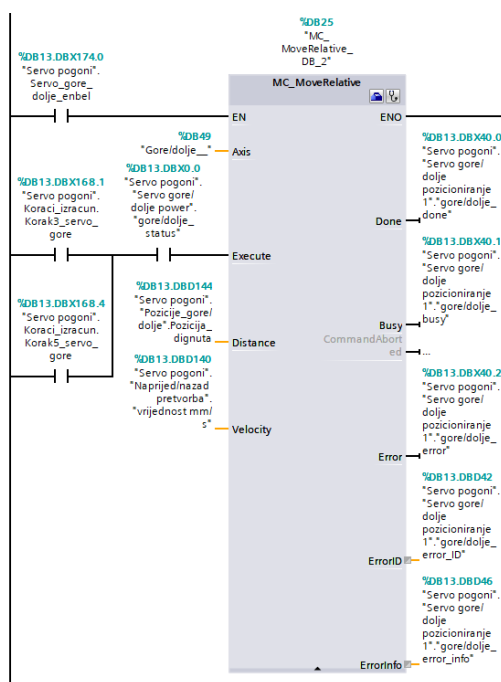 %DB25
"MC_
MoveRelative_
DB_2"
MC_MoveRelative
%DB13.DBX174.0
"Servo pogoni".
Servo_gore_
dolje_enbel
EN
ENO
%DB49
"Gore/dolje__"
Axis
%DB13.DBX168.1
"Servo pogoni".
Koraci_izracun.
Korak3_servo_
gore
%DB13.DBX0.0
"Servo pogoni".
"Servo gore/
dolje power".
"gore/dolje_
status"
Execute
%DB13.DBX168.4
"Servo pogoni".
Koraci_izracun.
Korak5_servo_
gore
%DB13.DBD144
"Servo pogoni".
"Pozicije_gore/
dolje".Pozicija_
dignuta
Distance
%DB13.DBD140
"Servo pogoni".
"Naprijed/nazad
pretvorba".
"vrijednost mm/
s"
Velocity
%DB13.DBX40.0
"Servo pogoni".
"Servo gore/
dolje
pozicioniranje
1"."gore/dolje_
done"
Done
%DB13.DBX40.1
"Servo pogoni".
"Servo gore/
dolje
pozicioniranje
1"."gore/dolje_
busy"
Busy
CommandAbort
ed
...
%DB13.DBX40.2
"Servo pogoni".
"Servo gore/
dolje
pozicioniranje
1"."gore/dolje_
error"
Error
%DB13.DBD42
"Servo pogoni".
"Servo gore/
dolje
pozicioniranje
1"."gore/dolje_
error_ID"
ErrorID
%DB13.DBD46
"Servo pogoni".
"Servo gore/
dolje
pozicioniranje
1"."gore/dolje_
error_info"
ErrorInfo